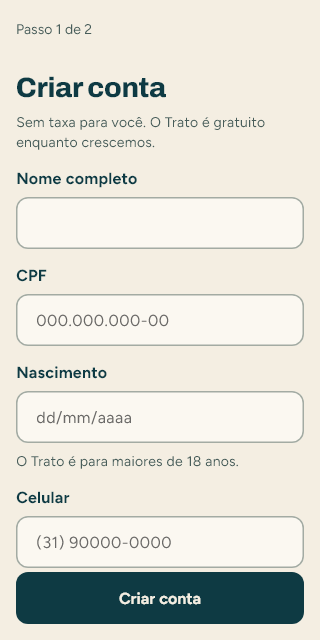 Passo 1 de 2
Criar conta
Sem taxa para você. O Trato é gratuito
enquanto crescemos.
Nome completo
CPF
000.000.000-00
Nascimento
dd/mm/aaaa
O Trato é para maiores de 18 anos.
Celular
(31) 90000-0000
Criar conta